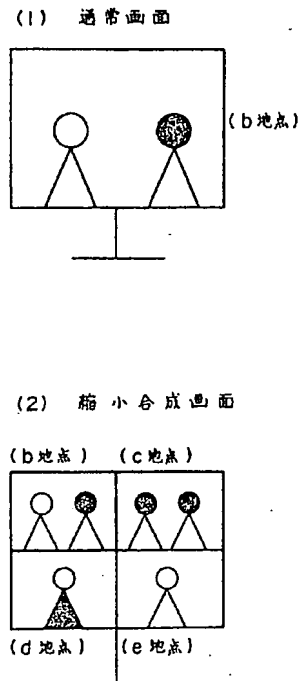 (1) 通常画面
(b地点)
(2) 縮小合成画面
(b地点) (c地点)
(d地点) (e地点)